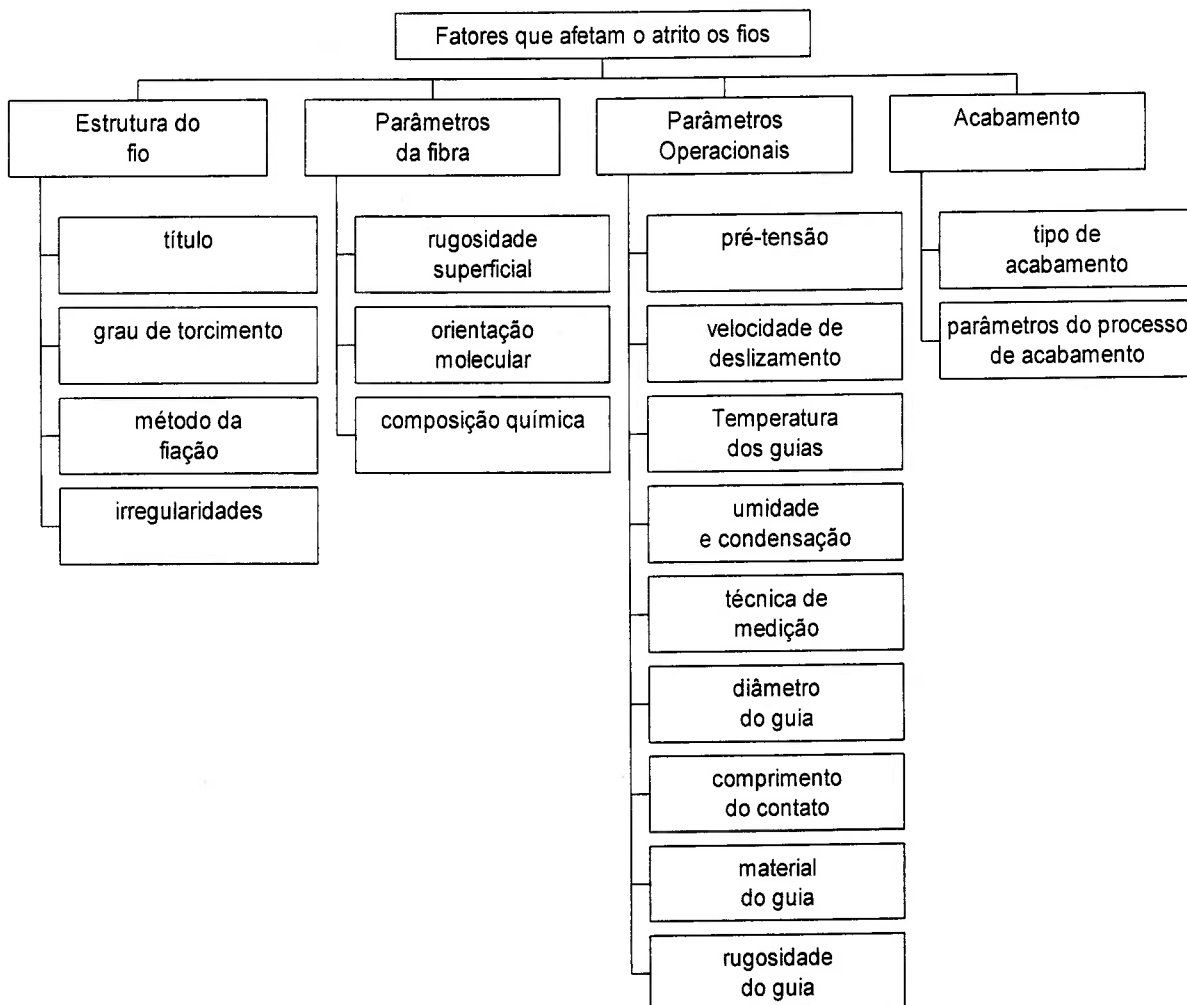 Fatores que afetam o atrito os fios
Estrutura do
fio
Parâmetros
da fibra
Parâmetros
Operacionais
Acabamento
título
grau de torcimento
método da
fiação
irregularidades
rugosidade
superficial
orientação
molecular
composição química
pré-tensão
velocidade de
deslizamento
Temperatura
dos guias
umidade
e condensação
técnica de
medição
diâmetro
do guia
comprimento
do contato
material
do guia
rugosidade
do guia
tipo de
acabamento
parâmetros do processo
de acabamento